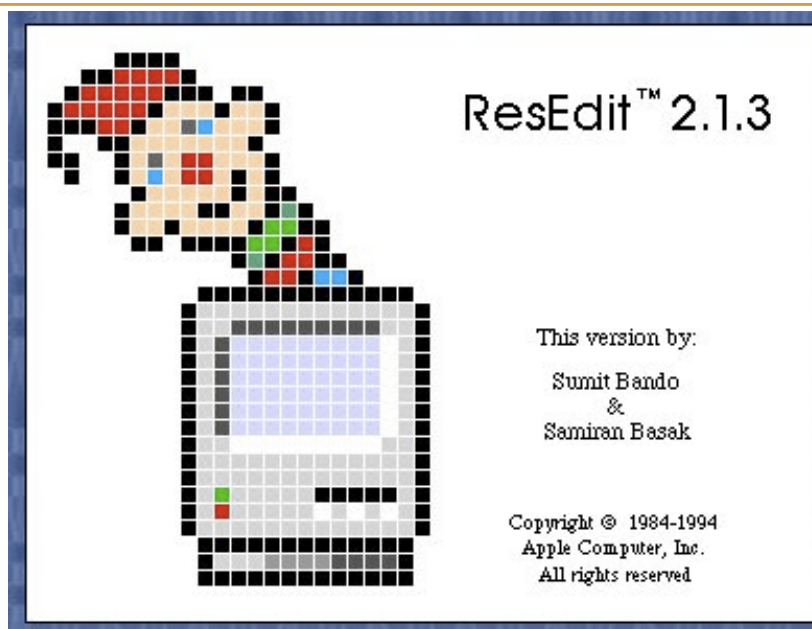 ResEdit™ 2.1.3
This version by:
Sumit Bando
&
Samiran Basak
Copyright © 1984-1994
Apple Computer, Inc.
All rights reserved